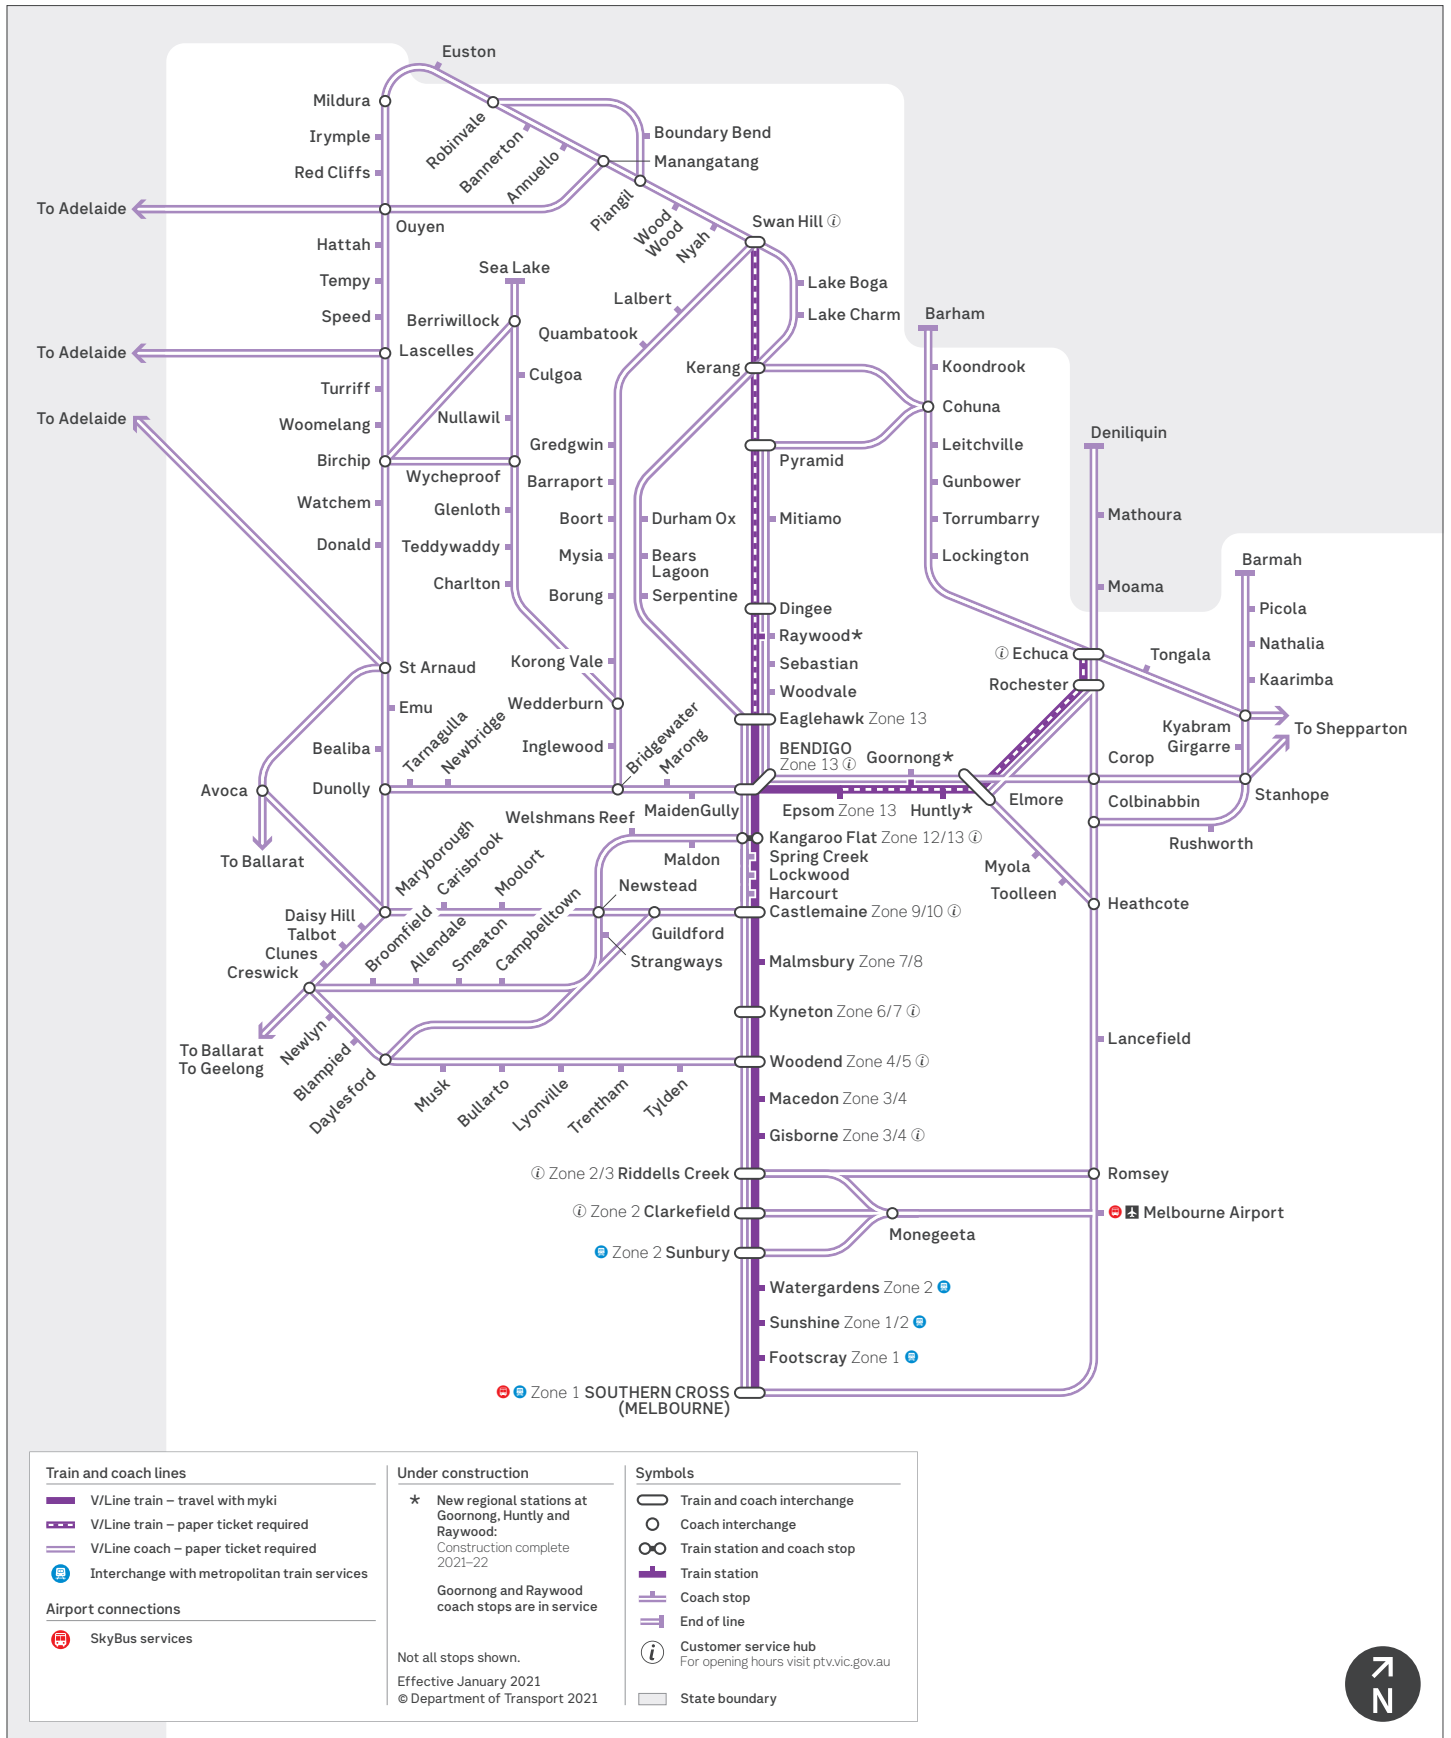 Euston
Mildura
Robinvale
Irymple
Bannerton
Boundary Bend
Annuello
Manangatang
Red Cliffs
Piangil
To Adelaide
Ouyen
Wood
Wood
Nyah
Swan Hill i
Hattah
Sea Lake
Tempy
Lake Boga
Lalbert
Speed
Berriwillock
Quambatook
Lake Charm
Barham
To Adelaide
Lascelles
Kerang
Koondrook
Culgoa
Turriff
Cohuna
To Adelaide
Nullawil
Woomelang
Deniliquin
Gredgwin
Leitchville
Birchip
Pyramid
Wycheproof
Barraport
Gunbower
Watchem
Glenloth
Mathoura
Boort
Durham Ox
Mitiamo
Torrumbarry
Donald
Teddywaddy
Mysia
Bears
Lagoon
Lockington
Barmah
Charlton
Moama
Borung
Serpentine
Dingee
Picola
Raywood*
Nathalia
i Echuca
Tongala
Korong Vale
Sebastian
St Arnaud
Kaarimba
Rochester
Woodvale
Wedderburn
Emu
Eaglehawk Zone 13
Kyabram
To Shepparton
Tarnagulla
Newbridge
Bridgewater
Marong
Bealiba
Inglewood
BENDIGO
Zone 13 i
Goornong*
Girgarre
Corop
Avoca
Dunolly
MaidenGully
Epsom Zone 13
Huntly*
Elmore
Colbinabbin
Stanhope
Welshmans Reef
Kangaroo Flat Zone 12/13 i
Rushworth
To Ballarat
Maldon
Spring Creek
Myola
Maryborough
Carisbrook
Moolort
Newstead
Lockwood
Toolleen
Harcourt
Heathcote
Daisy Hill
Talbot
Clunes
Creswick
Broomfield
Allendale
Smeaton
Campbelltown
Castlemaine Zone 9/10 i
Guildford
Strangways
Malmsbury Zone 7/8
Kyneton Zone 6/7 i
To Ballarat
To Geelong
Newlyn
Blampied
Daylesford
Lancefield
Woodend Zone 4/5 i
Musk
Bullarto
Lyonville
Trentham
Tylden
Macedon Zone 3/4
Gisborne Zone 3/4 i
i Zone 2/3 Riddells Creek
Romsey
i Zone 2 Clarkefield
Melbourne Airport
Monegeeta
Zone 2 Sunbury
Watergardens Zone 2
Sunshine Zone 1/2
Footscray Zone 1
Zone 1 SOUTHERN CROSS
(MELBOURNE)
Train and coach lines
V/Line train – travel with myki
V/Line train – paper ticket required
V/Line coach – paper ticket required
Interchange with metropolitan train services
Airport connections
SkyBus services
Under construction
* New regional stations at
Goornong, Huntly and
Raywood:
Construction complete
2021–22
Goornong and Raywood
coach stops are in service
Not all stops shown.
Effective January 2021
© Department of Transport 2021
Symbols
Train and coach interchange
Coach interchange
Train station and coach stop
Train station
Coach stop
End of line
i Customer service hub
For opening hours visit ptv.vic.gov.au
State boundary
N